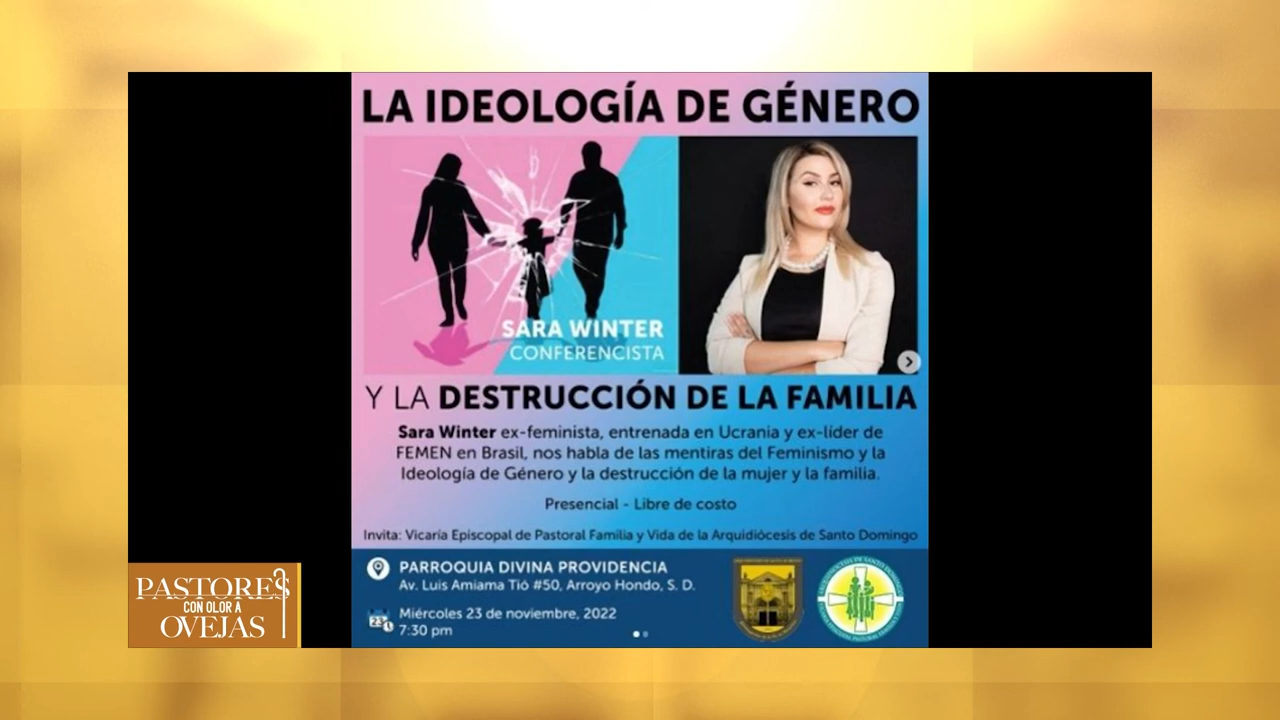 LA IDEOLOGÍA DE GÉNERO
SARA WINTER
CONFERENCISTA
Y LA DESTRUCCIÓN DE LA FAMILIA
Sara Winter ex-feminista, entrenada en Ucrania y ex-líder de
FEMEN en Brasil, nos habla de las mentiras del Feminismo y la
Ideología de Género y la destrucción de la mujer y la familia.
Presencial - Libre de costo
Invita: Vicaría Episcopal de Pastoral Familia y Vida de la Arquidiócesis de Santo Domingo
PARROQUIA DIVINA PROVIDENCIA
Av. Luis Amiama Tió #50, Arroyo Hondo, S. D.
23
Miércoles 23 de noviembre, 2022
7:30 pm
PASTORES
CON OLOR A
OVEJAS